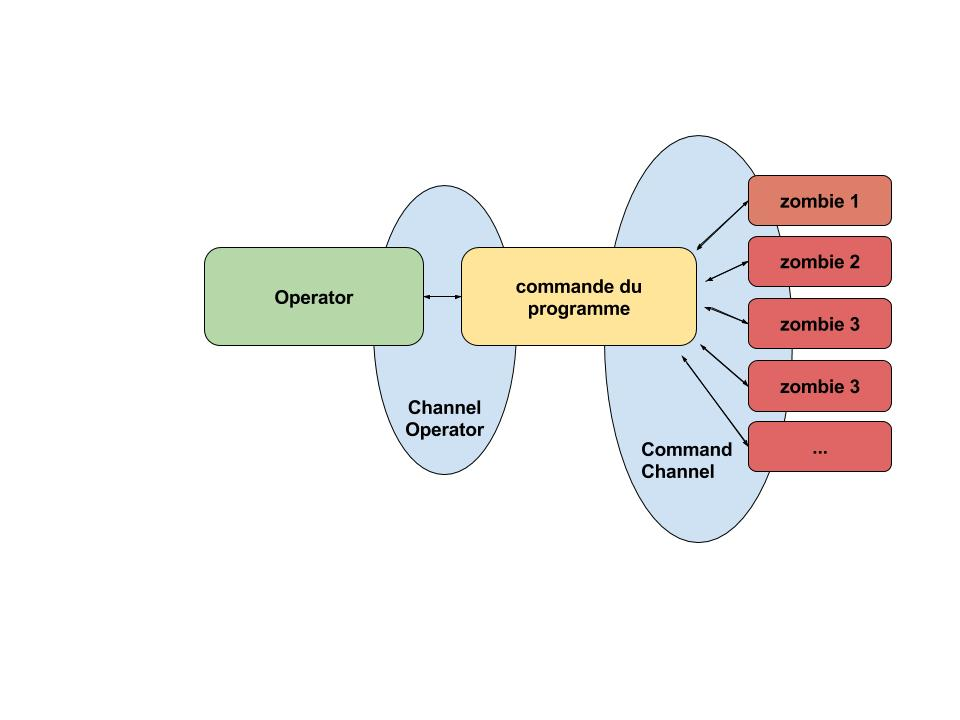 Operator
commande du
programme
Channel
Operator
Command
Channel
zombie 1
zombie 2
zombie 3
zombie 3
...